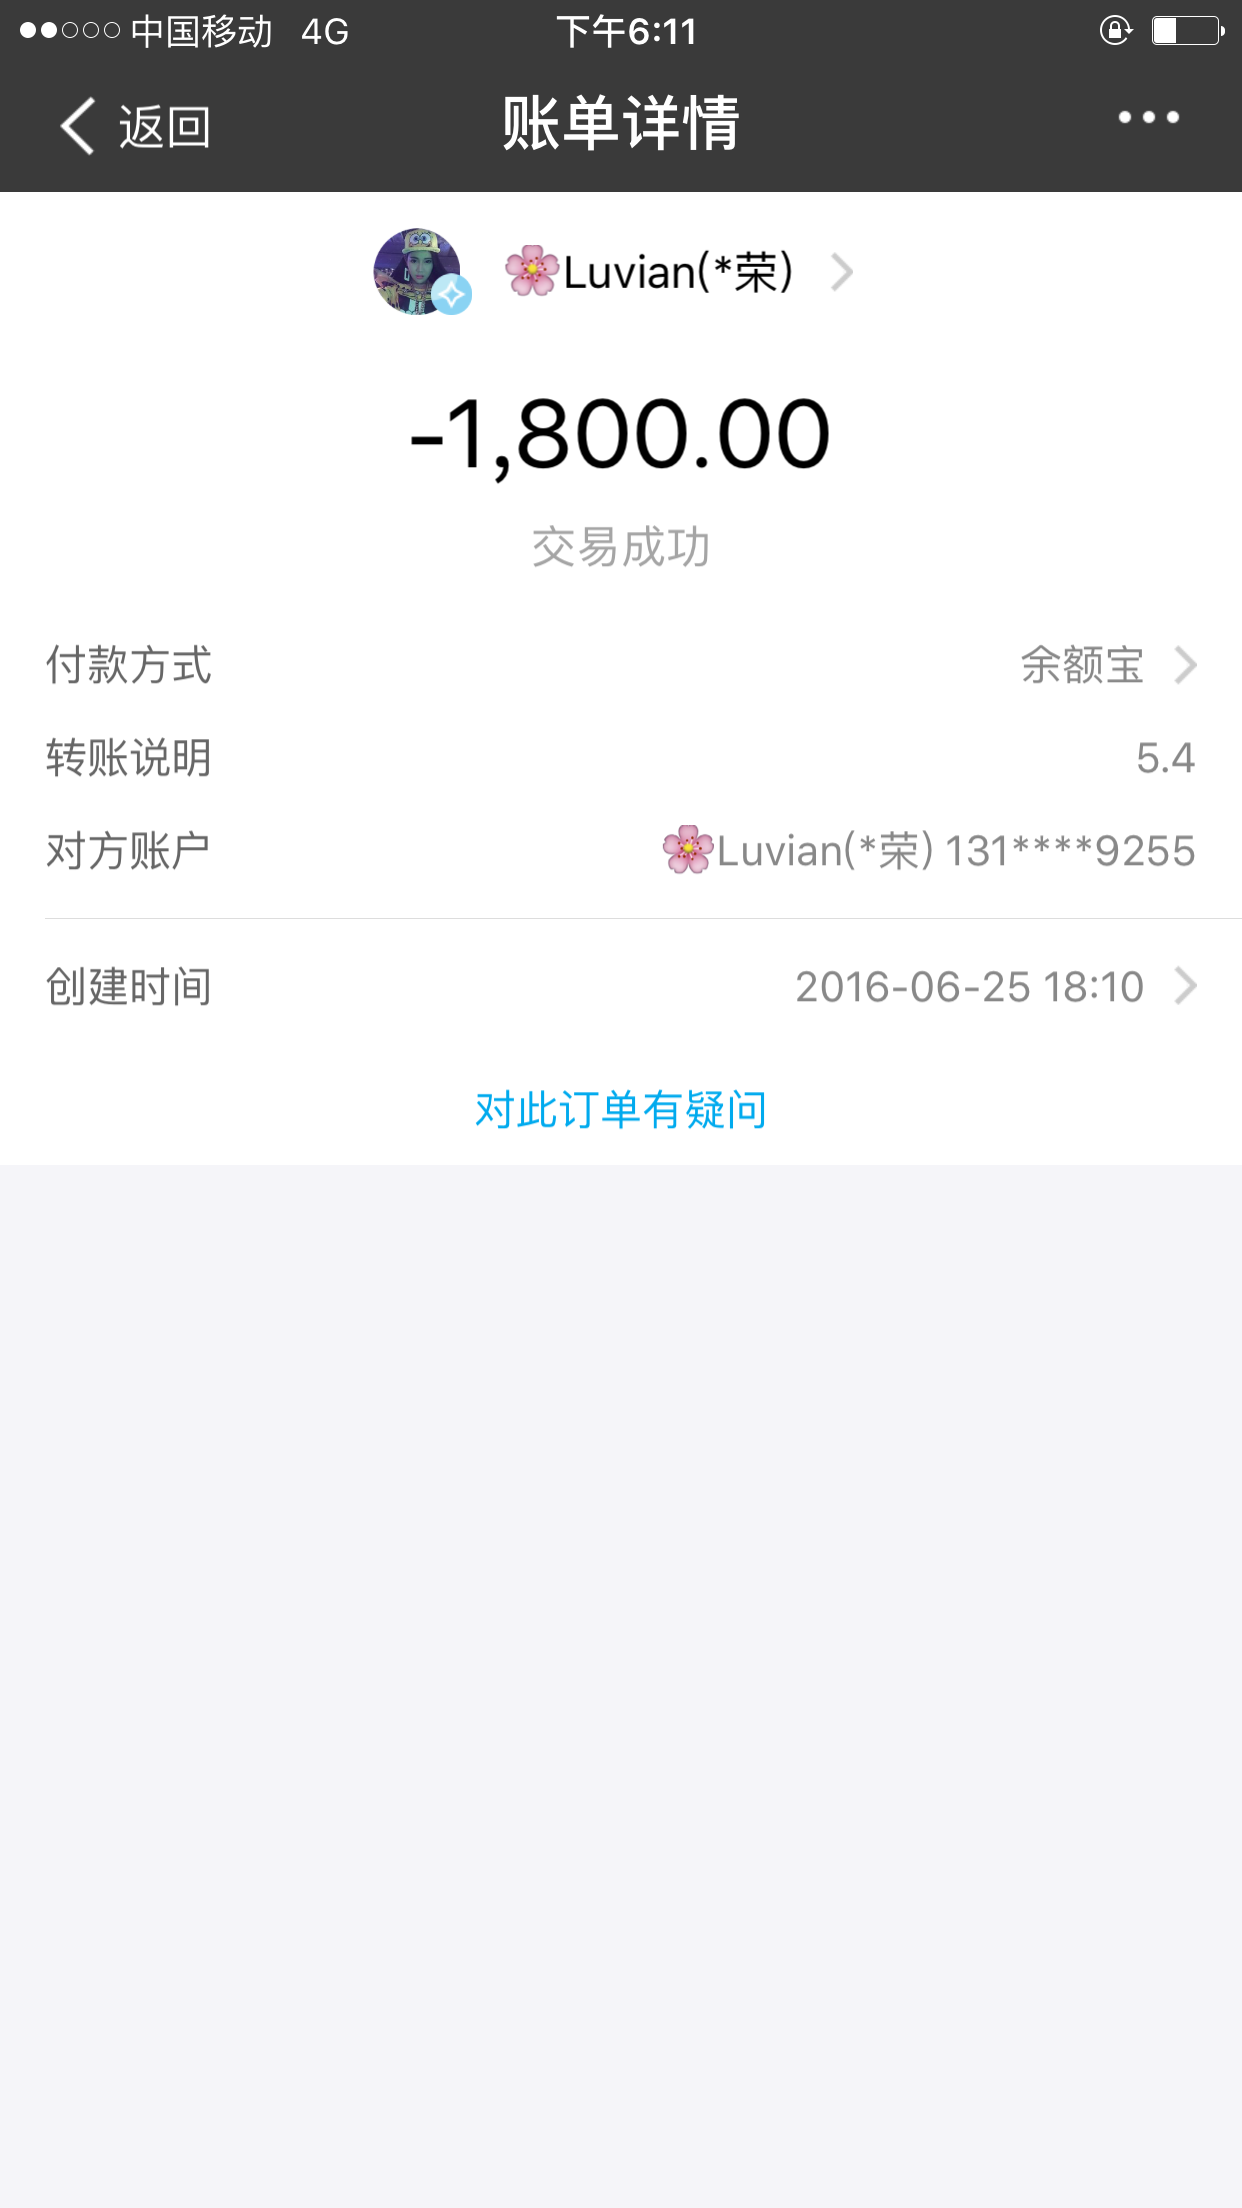 中国移动 4G 下午6:11
返回 账单详情
🌸Luvian(*荣)
-1,800.00
交易成功
付款方式 余额宝
转账说明 5.4
对方账户 🌸Luvian(*荣) 131****9255
创建时间 2016-06-25 18:10
对此订单有疑问